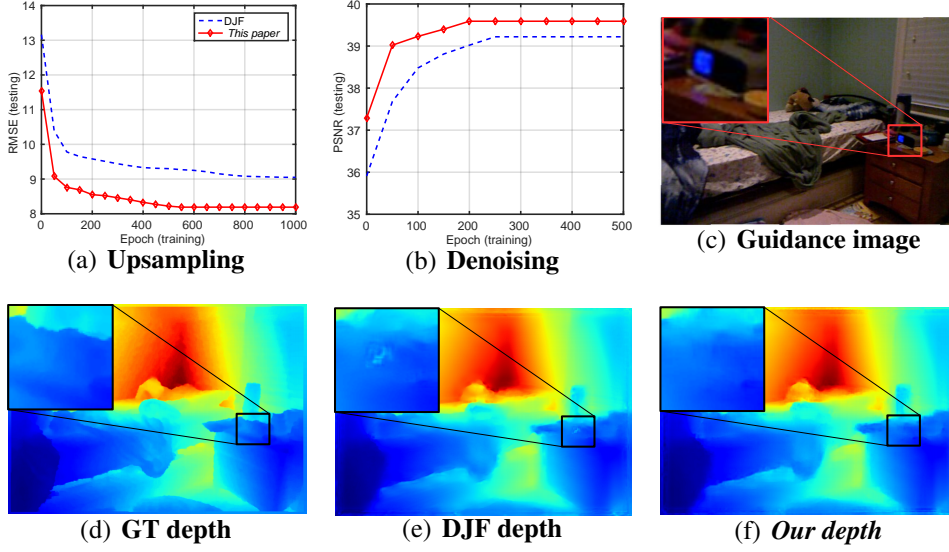 14
13
12
11
10
9
8
RMSE (testing)
0 200 400 600 800 1000
Epoch (training)
DJF
This paper
(a) Upsampling
40
39
38
37
36
35
PSNR (testing)
0 100 200 300 400 500
Epoch (training)
(b) Denoising
(c) Guidance image
(d) GT depth
(e) DJF depth
(f) Our depth